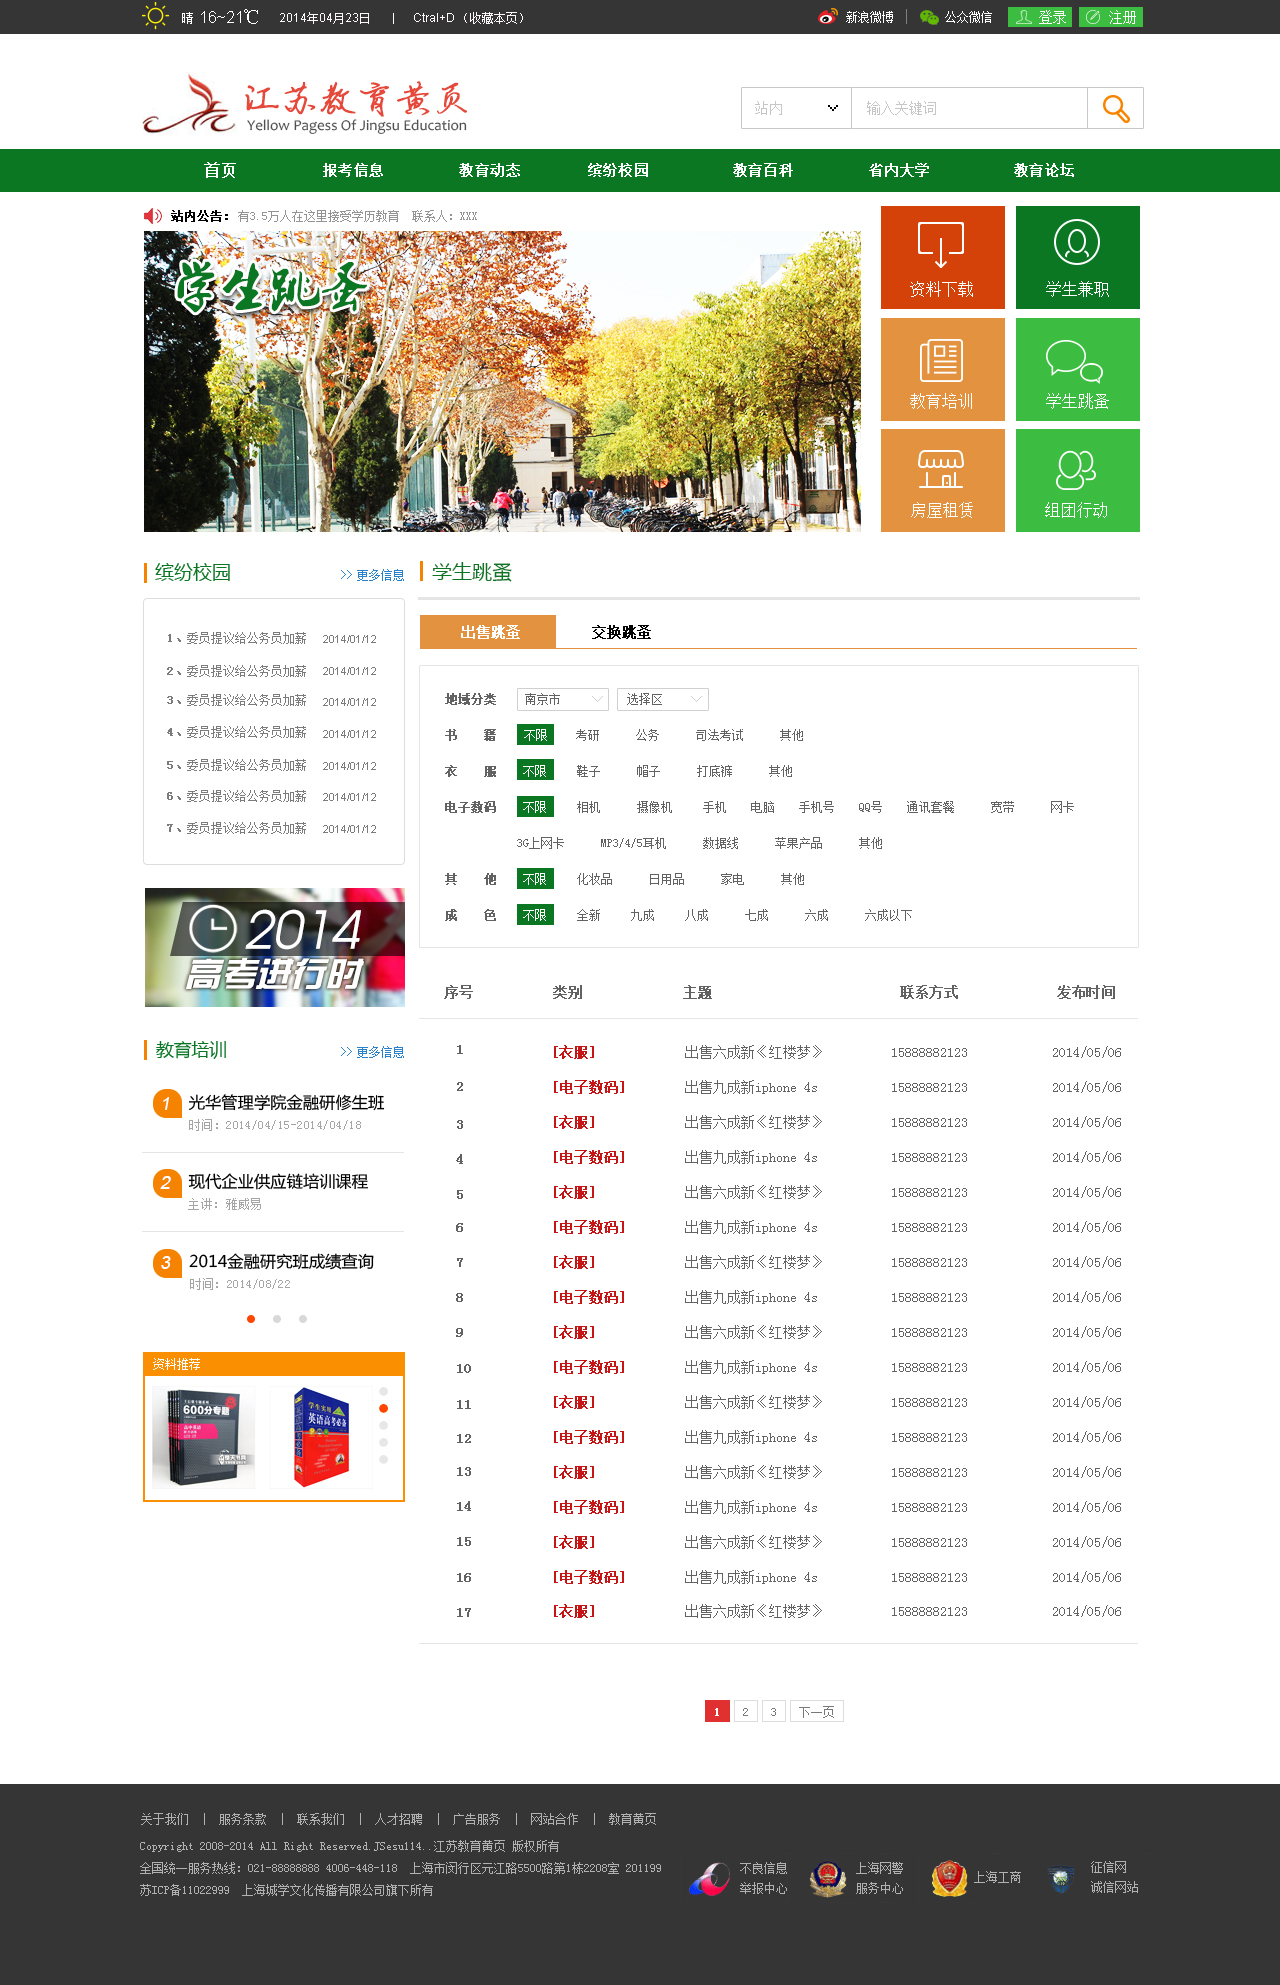 晴 16~21℃ 2014年04月23日 | Ctral+D（收藏本页）
新浪微博 | 公众微信 登录 注册
江苏教育黄页
Yellow Pagess Of Jingsu Education
站内 输入关键词
首页 报考信息 教育动态 缤纷校园 教育百科 省内大学 教育论坛
站内公告： 有3.5万人在这里接受学历教育 联系人：XXX
学生跳蚤
资料下载 学生兼职
教育培训 学生跳蚤
房屋租赁 组团行动
缤纷校园 >> 更多信息
1、委员提议给公务员加薪 2014/01/12
2、委员提议给公务员加薪 2014/01/12
3、委员提议给公务员加薪 2014/01/12
4、委员提议给公务员加薪 2014/01/12
5、委员提议给公务员加薪 2014/01/12
6、委员提议给公务员加薪 2014/01/12
7、委员提议给公务员加薪 2014/01/12
2014
高考进行时
教育培训 >> 更多信息
1 光华管理学院金融研修生班
时间：2014/04/15-2014/04/18
2 现代企业供应链培训课程
主讲：雅威易
3 2014金融研究班成绩查询
时间：2014/08/22
资料推荐
600分专题
学生实用
英语高考必备
学生跳蚤
出售跳蚤 交换跳蚤
地域分类 南京市 选择区
书 籍 不限 考研 公务 司法考试 其他
衣 服 不限 鞋子 帽子 打底裤 其他
电子数码 不限 相机 摄像机 手机 电脑 手机号 QQ号 通讯套餐 宽带 网卡
3G上网卡 MP3/4/5耳机 数据线 苹果产品 其他
其 他 不限 化妆品 日用品 家电 其他
成 色 不限 全新 九成 八成 七成 六成 六成以下
序号 类别 主题 联系方式 发布时间
1 [衣服] 出售六成新《红楼梦》 15888882123 2014/05/06
2 [电子数码] 出售九成新iphone 4s 15888882123 2014/05/06
3 [衣服] 出售六成新《红楼梦》 15888882123 2014/05/06
4 [电子数码] 出售九成新iphone 4s 15888882123 2014/05/06
5 [衣服] 出售六成新《红楼梦》 15888882123 2014/05/06
6 [电子数码] 出售九成新iphone 4s 15888882123 2014/05/06
7 [衣服] 出售六成新《红楼梦》 15888882123 2014/05/06
8 [电子数码] 出售九成新iphone 4s 15888882123 2014/05/06
9 [衣服] 出售六成新《红楼梦》 15888882123 2014/05/06
10 [电子数码] 出售九成新iphone 4s 15888882123 2014/05/06
11 [衣服] 出售六成新《红楼梦》 15888882123 2014/05/06
12 [电子数码] 出售九成新iphone 4s 15888882123 2014/05/06
13 [衣服] 出售六成新《红楼梦》 15888882123 2014/05/06
14 [电子数码] 出售九成新iphone 4s 15888882123 2014/05/06
15 [衣服] 出售六成新《红楼梦》 15888882123 2014/05/06
16 [电子数码] 出售九成新iphone 4s 15888882123 2014/05/06
17 [衣服] 出售六成新《红楼梦》 15888882123 2014/05/06
1 2 3 下一页
关于我们 | 服务条款 | 联系我们 | 人才招聘 | 广告服务 | 网站合作 | 教育黄页
Copyright 2008-2014 All Right Reserved.JSesu114..江苏教育黄页 版权所有
全国统一服务热线：021-88888888 4006-448-118 上海市闵行区元江路5500路第1栋2208室 201199
苏ICP备11022999 上海城学文化传播有限公司旗下所有
不良信息
举报中心
上海网警
服务中心
上海工商
征信网
诚信网站